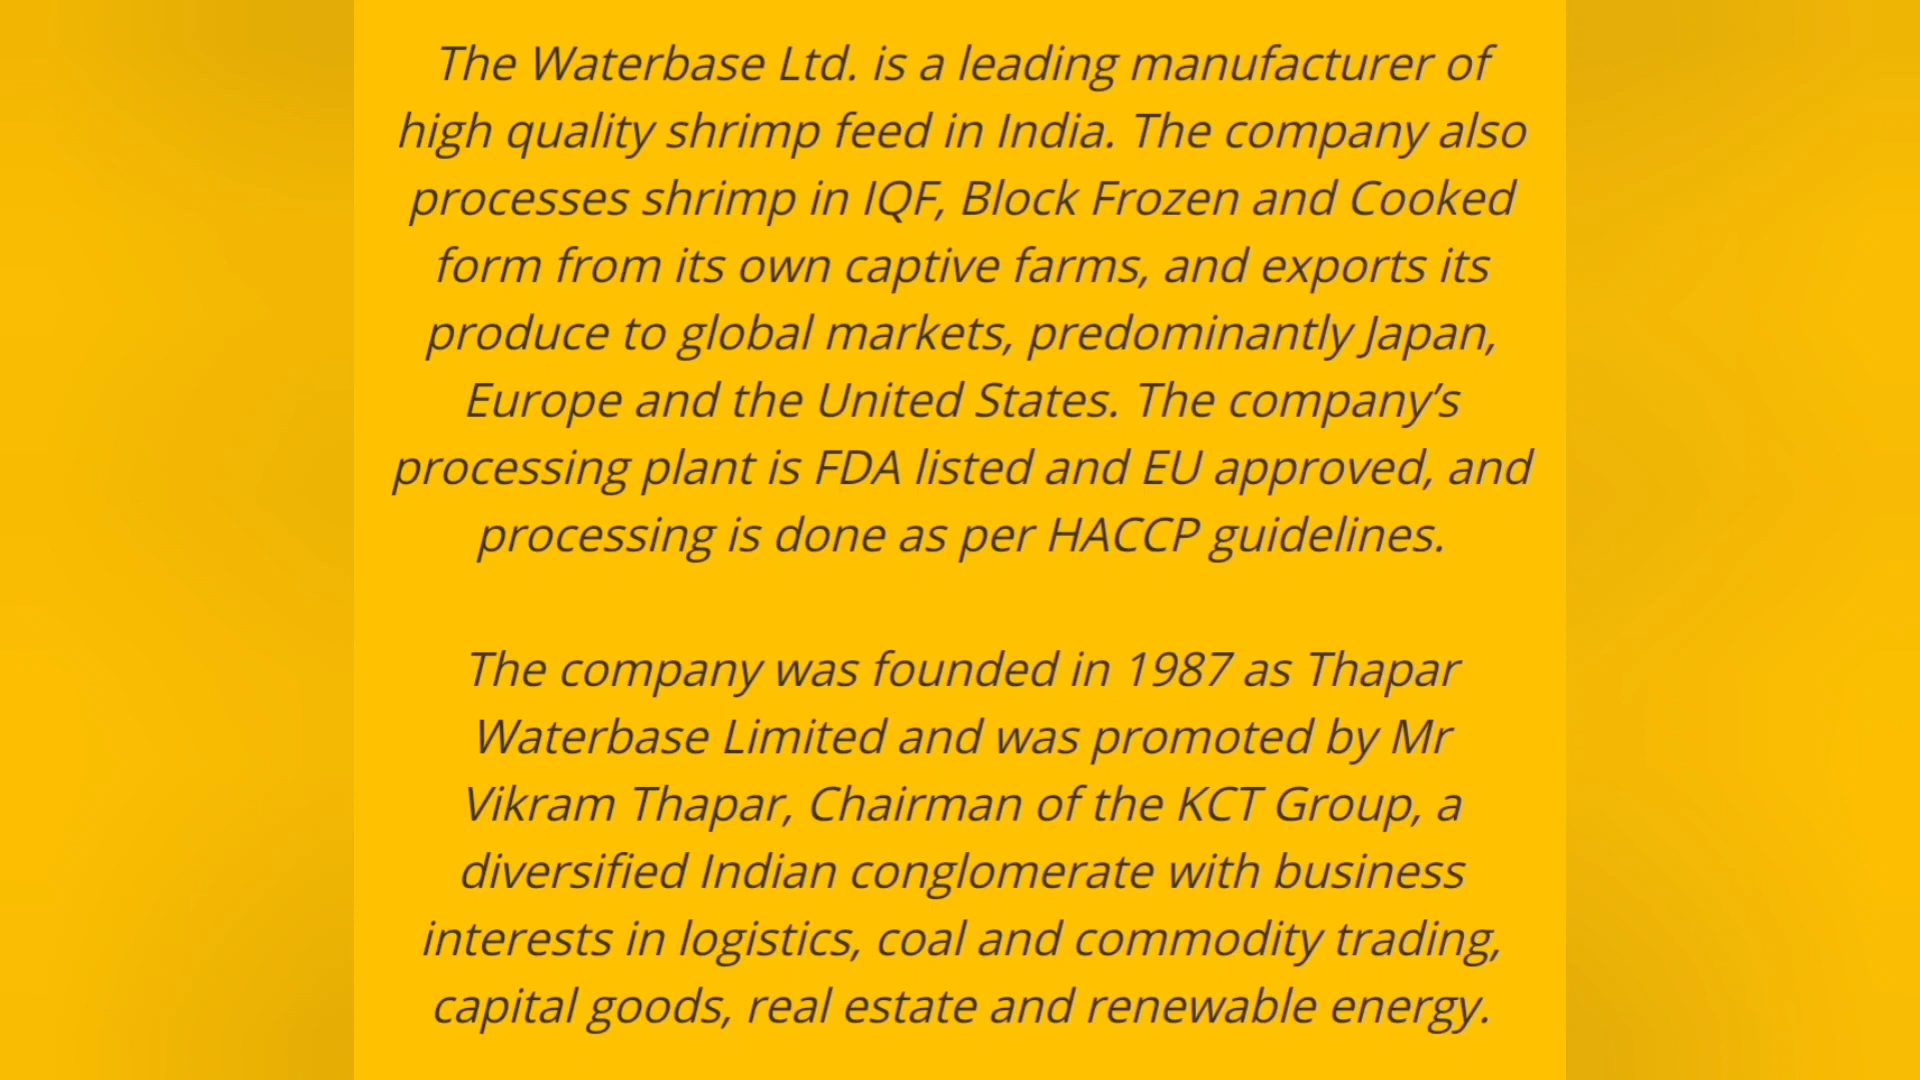 The Waterbase Ltd. is a leading manufacturer of
high quality shrimp feed in India. The company also
processes shrimp in IQF, Block Frozen and Cooked
form from its own captive farms, and exports its
produce to global markets, predominantly Japan,
Europe and the United States. The company’s
processing plant is FDA listed and EU approved, and
processing is done as per HACCP guidelines.
The company was founded in 1987 as Thapar
Waterbase Limited and was promoted by Mr
Vikram Thapar, Chairman of the KCT Group, a
diversified Indian conglomerate with business
interests in logistics, coal and commodity trading,
capital goods, real estate and renewable energy.